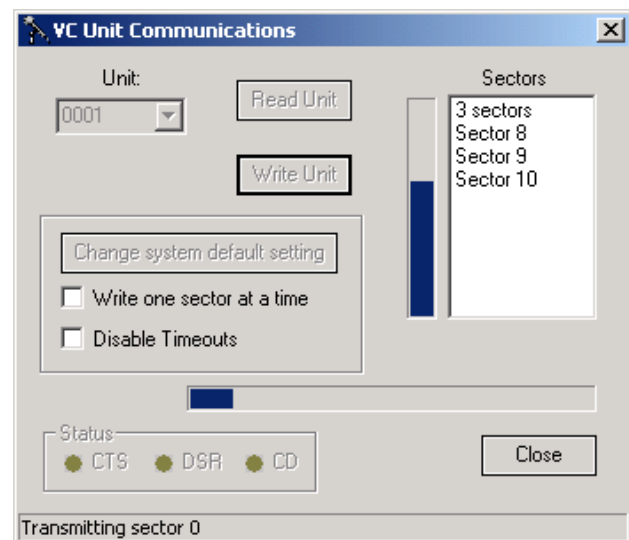 VC Unit Communications
Unit:
0001
Read Unit
Write Unit
Sectors
3 sectors
Sector 8
Sector 9
Sector 10
Change system default setting
Write one sector at a time
Disable Timeouts
Status
CTS DSR CD
Close
Transmitting sector 0